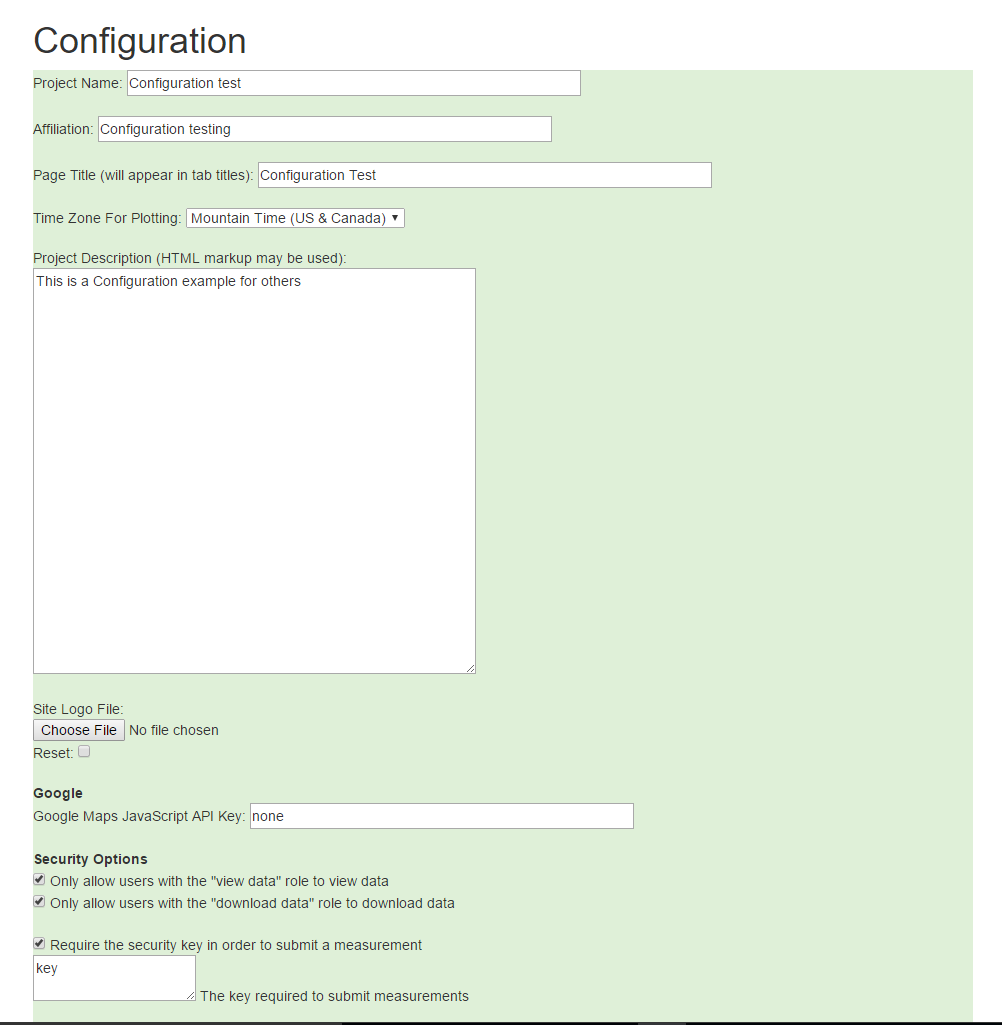 Configuration
Project Name: Configuration test
Affiliation: Configuration testing
Page Title (will appear in tab titles): Configuration Test
Time Zone For Plotting: Mountain Time (US & Canada)
Project Description (HTML markup may be used):
This is a Configuration example for others
Site Logo File:
Choose File No file chosen
Reset:
Google
Google Maps JavaScript API Key: none
Security Options
Only allow users with the "view data" role to view data
Only allow users with the "download data" role to download data
Require the security key in order to submit a measurement
key
The key required to submit measurements